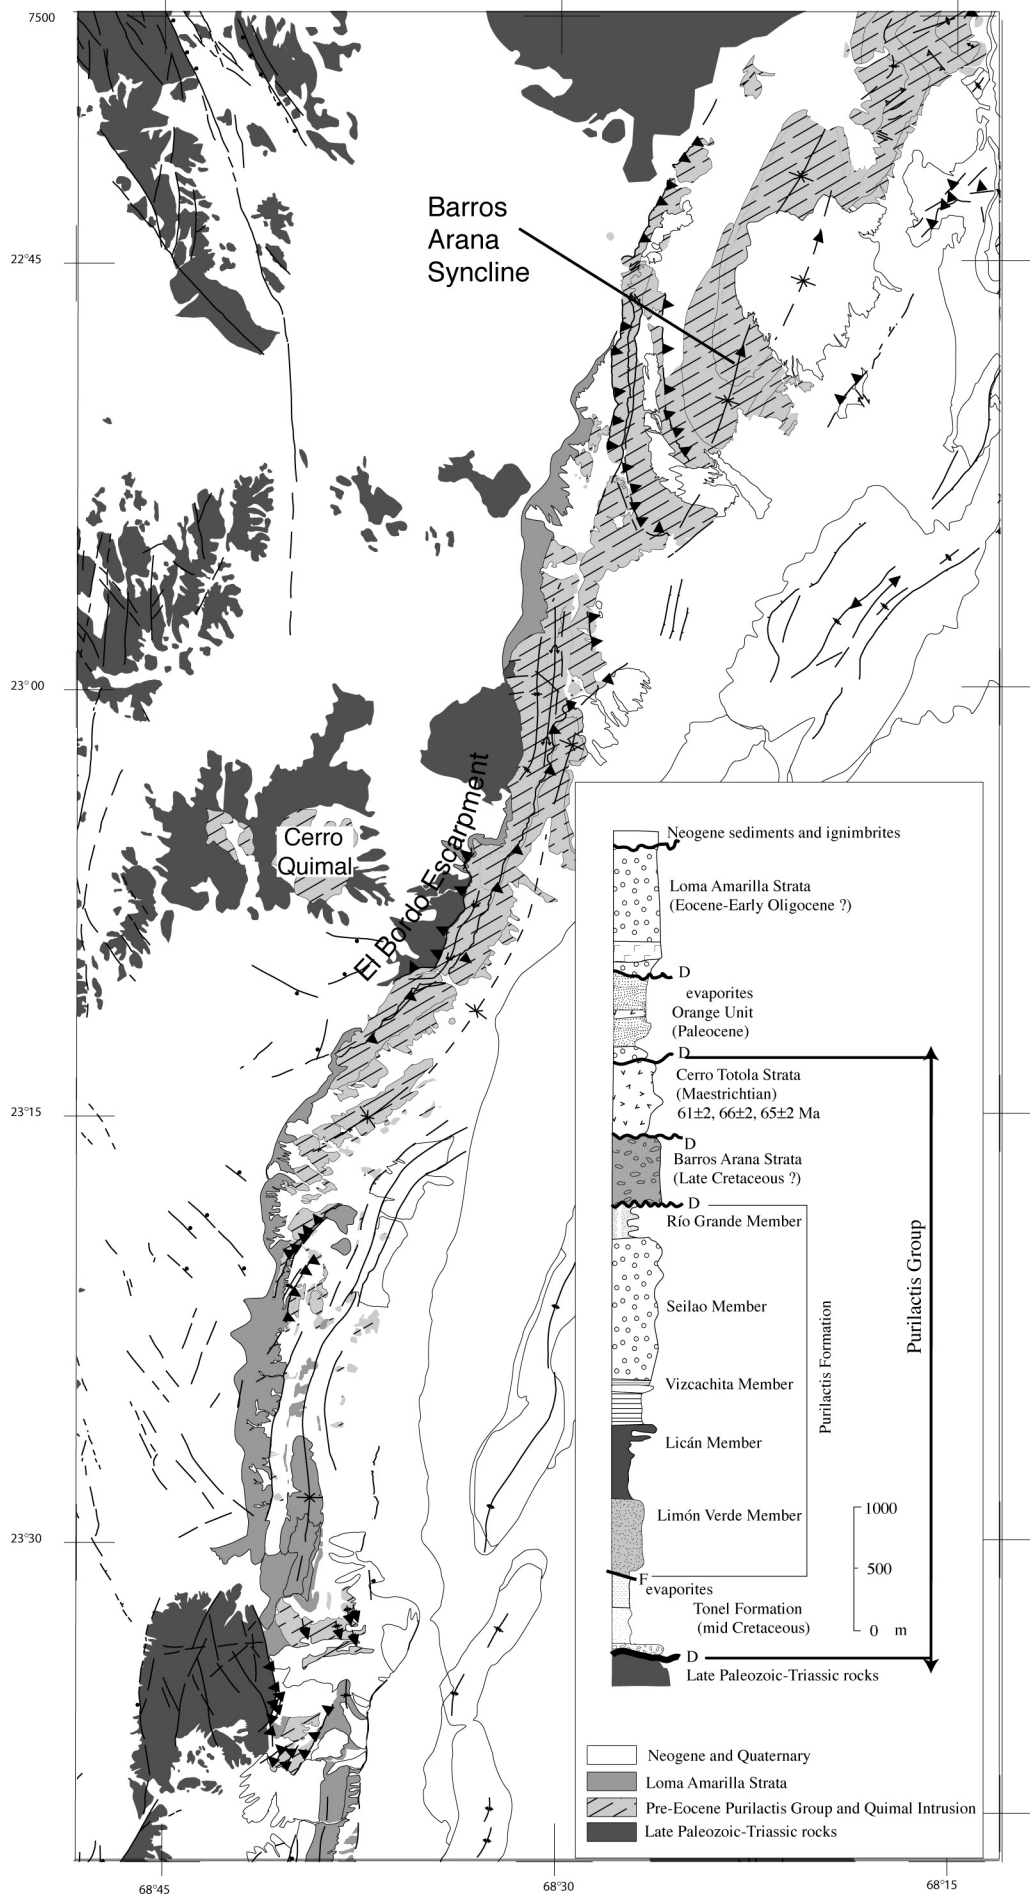 7500
Barros
Arana
Syncline
22°45
23°00
El Bordo Escarpment
Cerro
Quimal
23°15
23°30
Neogene sediments and ignimbrites
Loma Amarilla Strata
(Eocene-Early Oligocene ?)
D
evaporites
Orange Unit
(Paleocene)
D
Cerro Totola Strata
(Maestrichtian)
61±2, 66±2, 65±2 Ma
D
Barros Arana Strata
(Late Cretaceous ?)
D
Río Grande Member
Seilao Member
Vizcachita Member
Licán Member
Limón Verde Member
Purilactis Formation
Purilactis Group
1000
500
0 m
F
evaporites
Tonel Formation
(mid Cretaceous)
D
Late Paleozoic-Triassic rocks
Neogene and Quaternary
Loma Amarilla Strata
Pre-Eocene Purilactis Group and Quimal Intrusion
Late Paleozoic-Triassic rocks
68°45
68°30
68°15